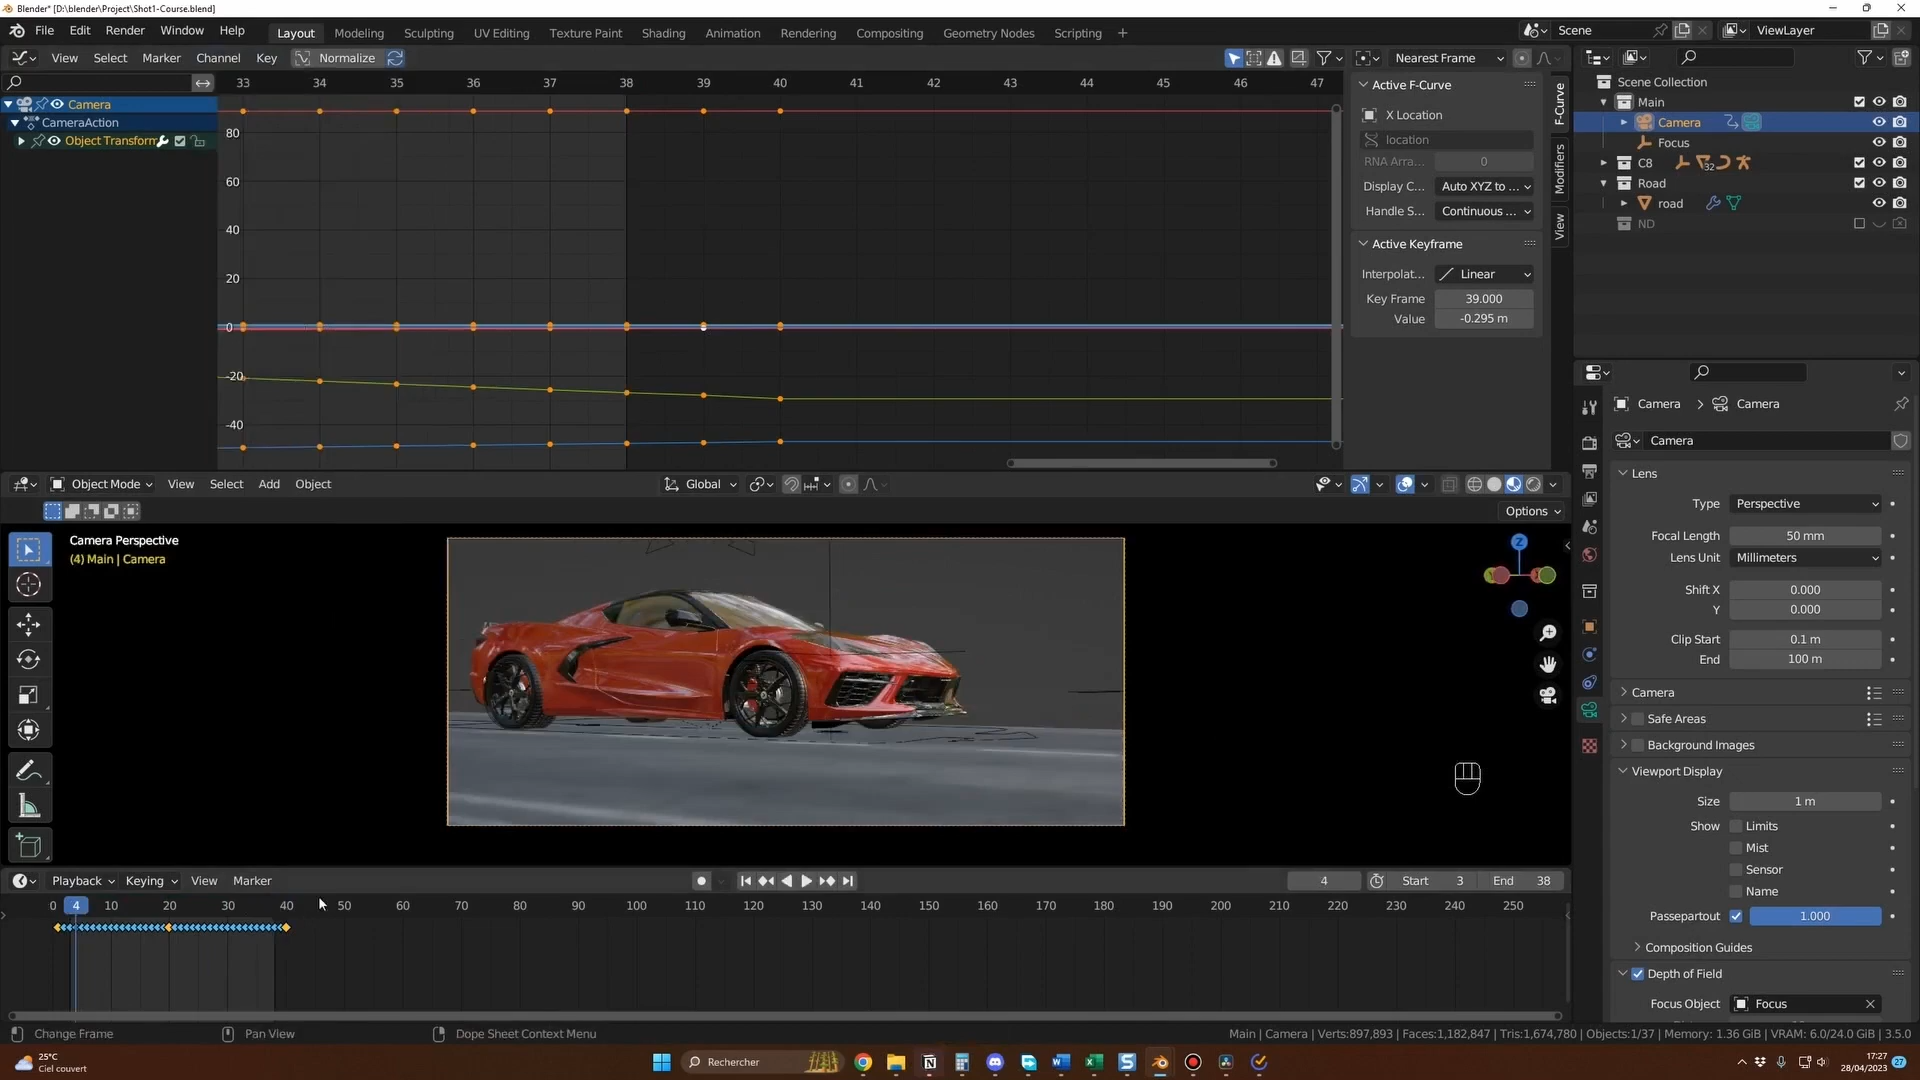 Blender* [D:\blender\Project\Shot1-Course.blend]
File Edit Render Window Help Layout Modeling Sculpting UV Editing Texture Paint Shading Animation Rendering Compositing Geometry Nodes Scripting + Scene ViewLayer
View Select Marker Channel Key Normalize Nearest Frame
33 34 35 36 37 38 39 40 41 42 43 44 45 46 47
Camera
CameraAction
Object Transform
80
60
40
20
0
-20
-40
Active F-Curve
X Location
location
RNA Arra... 0
Display C... Auto XYZ to ...
Handle S... Continuous ...
Active Keyframe
Interpolat... Linear
Key Frame 39.000
Value -0.295 m
F-Curve
Modifiers
View
Scene Collection
Main
Camera
Focus
C8 32
Road
road
ND
Object Mode View Select Add Object Global
Options
Camera Perspective
(4) Main | Camera
Z
Camera > Camera
Camera
Lens
Type Perspective
Focal Length 50 mm
Lens Unit Millimeters
Shift X 0.000
Y 0.000
Clip Start 0.1 m
End 100 m
Camera
Safe Areas
Background Images
Viewport Display
Size 1 m
Show Limits
Mist
Sensor
Name
Passepartout 1.000
Composition Guides
Depth of Field
Focus Object Focus
Playback Keying View Marker 4 Start 3 End 38
0 4 10 20 30 40 50 60 70 80 90 100 110 120 130 140 150 160 170 180 190 200 210 220 230 240 250
Change Frame Pan View Dope Sheet Context Menu Main | Camera | Verts:897,893 | Faces:1,182,847 | Tris:1,674,780 | Objects:1/37 | Memory: 1.36 GiB | VRAM: 6.0/24.0 GiB | 3.5.0
25°C
Ciel couvert
Rechercher
17:27
28/04/2023
27